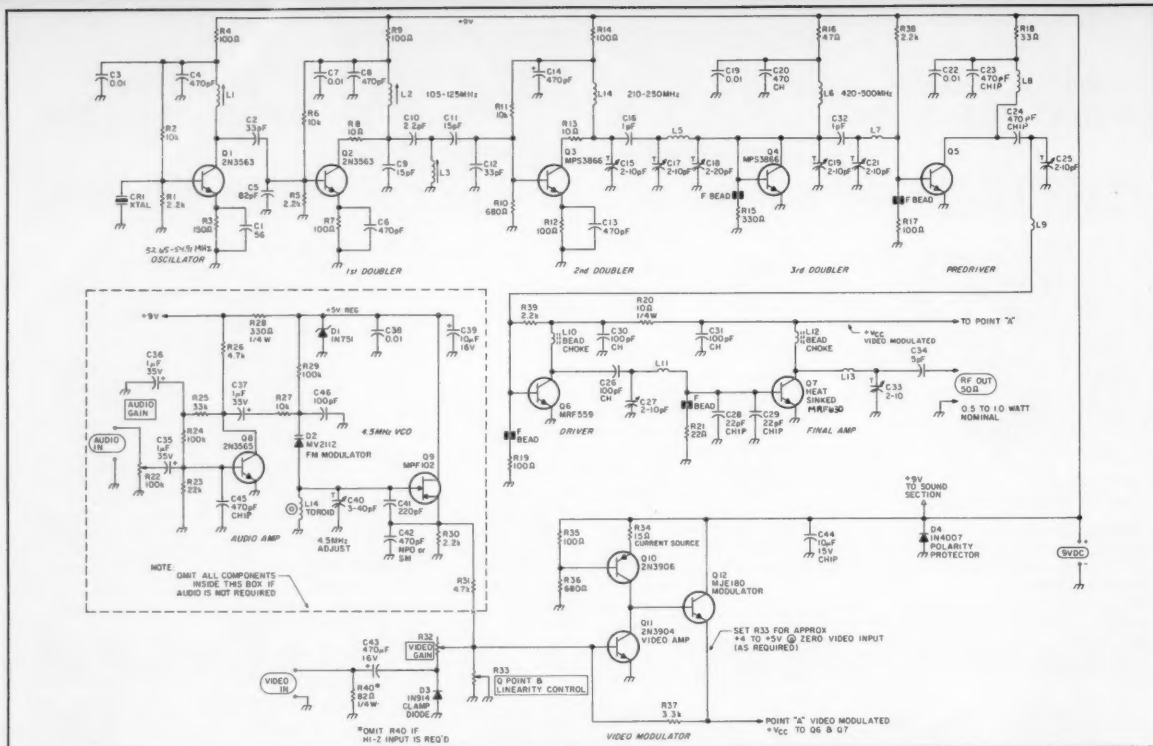 +9V
R4
100Ω
C3
0.01
C4
470pF
L1
R2
10k
C2
33pF
Q1
2N3563
CR1
XTAL
R1
2.2k
R3
150Ω
C1
56
52.65-54.91 MHz
OSCILLATOR
C5
82pF
R9
100Ω
C7
0.01
C8
470pF
L2
105-125MHz
R6
10k
R8
10Ω
C10
2.2pF
C11
15pF
Q2
2N3563
R5
2.2k
C9
15pF
L3
C12
33pF
R7
100Ω
C6
470pF
1st DOUBLER
R14
100Ω
C14
470pF
L14
210-250MHz
R11
10k
R13
10Ω
C16
1pF
L5
Q3
MPS3866
C15
2-10pF
C17
2-10pF
C18
2-20pF
R10
680Ω
R12
100Ω
C13
470pF
2nd DOUBLER
R16
47Ω
C19
0.01
C20
470
CH
L6
420-500MHz
C32
1pF
L7
Q4
MPS3866
F BEAD
R15
330Ω
C19
2-10pF
C21
2-10pF
3rd DOUBLER
R38
2.2k
R18
33Ω
C22
0.01
C23
470pF
CHIP
L8
C24
470pF
CHIP
Q5
C25
2-10pF
F BEAD
R17
100Ω
L9
PREDRIVER
+9V
R28
330Ω
1/4 W
+5V REG
D1
1N751
C38
0.01
C39
10µF
16V
R26
4.7k
C36
1µF
35V
C37
1µF
35V
R29
100k
AUDIO
GAIN
R25
33k
R27
10k
C46
100pF
4.5MHz VCO
R24
100k
Q8
2N3565
D2
MV2112
FM MODULATOR
Q9
MPF102
AUDIO
IN
C35
1µF
35V
R22
100k
R23
22k
C45
470pF
CHIP
L14
TOROID
C40
3-40pF
C41
220pF
AUDIO AMP
4.5MHz
ADJUST
C42
470pF
NPO or
SM
R30
2.2k
NOTE:
OMIT ALL COMPONENTS
INSIDE THIS BOX IF
AUDIO IS NOT REQUIRED
R31
4.7k
R39
2.2k
R20
10Ω
1/4W
TO POINT "A"
L10
BEAD
CHOKE
C30
100pF
CH
C31
100pF
CH
L12
BEAD
CHOKE
+VCC
VIDEO MODULATED
C34
5pF
L11
Q6
MRF559
C26
100pF
CH
C27
2-10pF
F
BEAD
C28
22pF
CHIP
C29
22pF
CHIP
Q7
HEAT
SINKED
L13
C33
2-10
RF OUT
50Ω
0.5 TO 1.0 WATT
NOMINAL
F
BEAD
R19
100Ω
DRIVER
R21
22Ω
FINAL AMP
+9V
TO SOUND
SECTION
R35
100Ω
R34
15Ω
CURRENT SOURCE
Q10
2N3906
R36
680Ω
Q12
MJE180
MODULATOR
C44
10µF
15V
CHIP
D4
1N4007
POLARITY
PROTECTOR
9VDC
Q11
2N3904
VIDEO AMP
SET R33 FOR APPROX
+4 TO +5V @ ZERO VIDEO INPUT
(AS REQUIRED)
C43
470µF
16V
R32
VIDEO
GAIN
R33
Q POINT &
LINEARITY CONTROL
VIDEO
IN
R40*
82Ω
1/4W
D3
1N914
CLAMP
DIODE
R37
3.3k
POINT "A" VIDEO MODULATED
+VCC TO Q6 & Q7
*OMIT R40 IF
HI-Z INPUT IS REQ'D
VIDEO MODULATOR